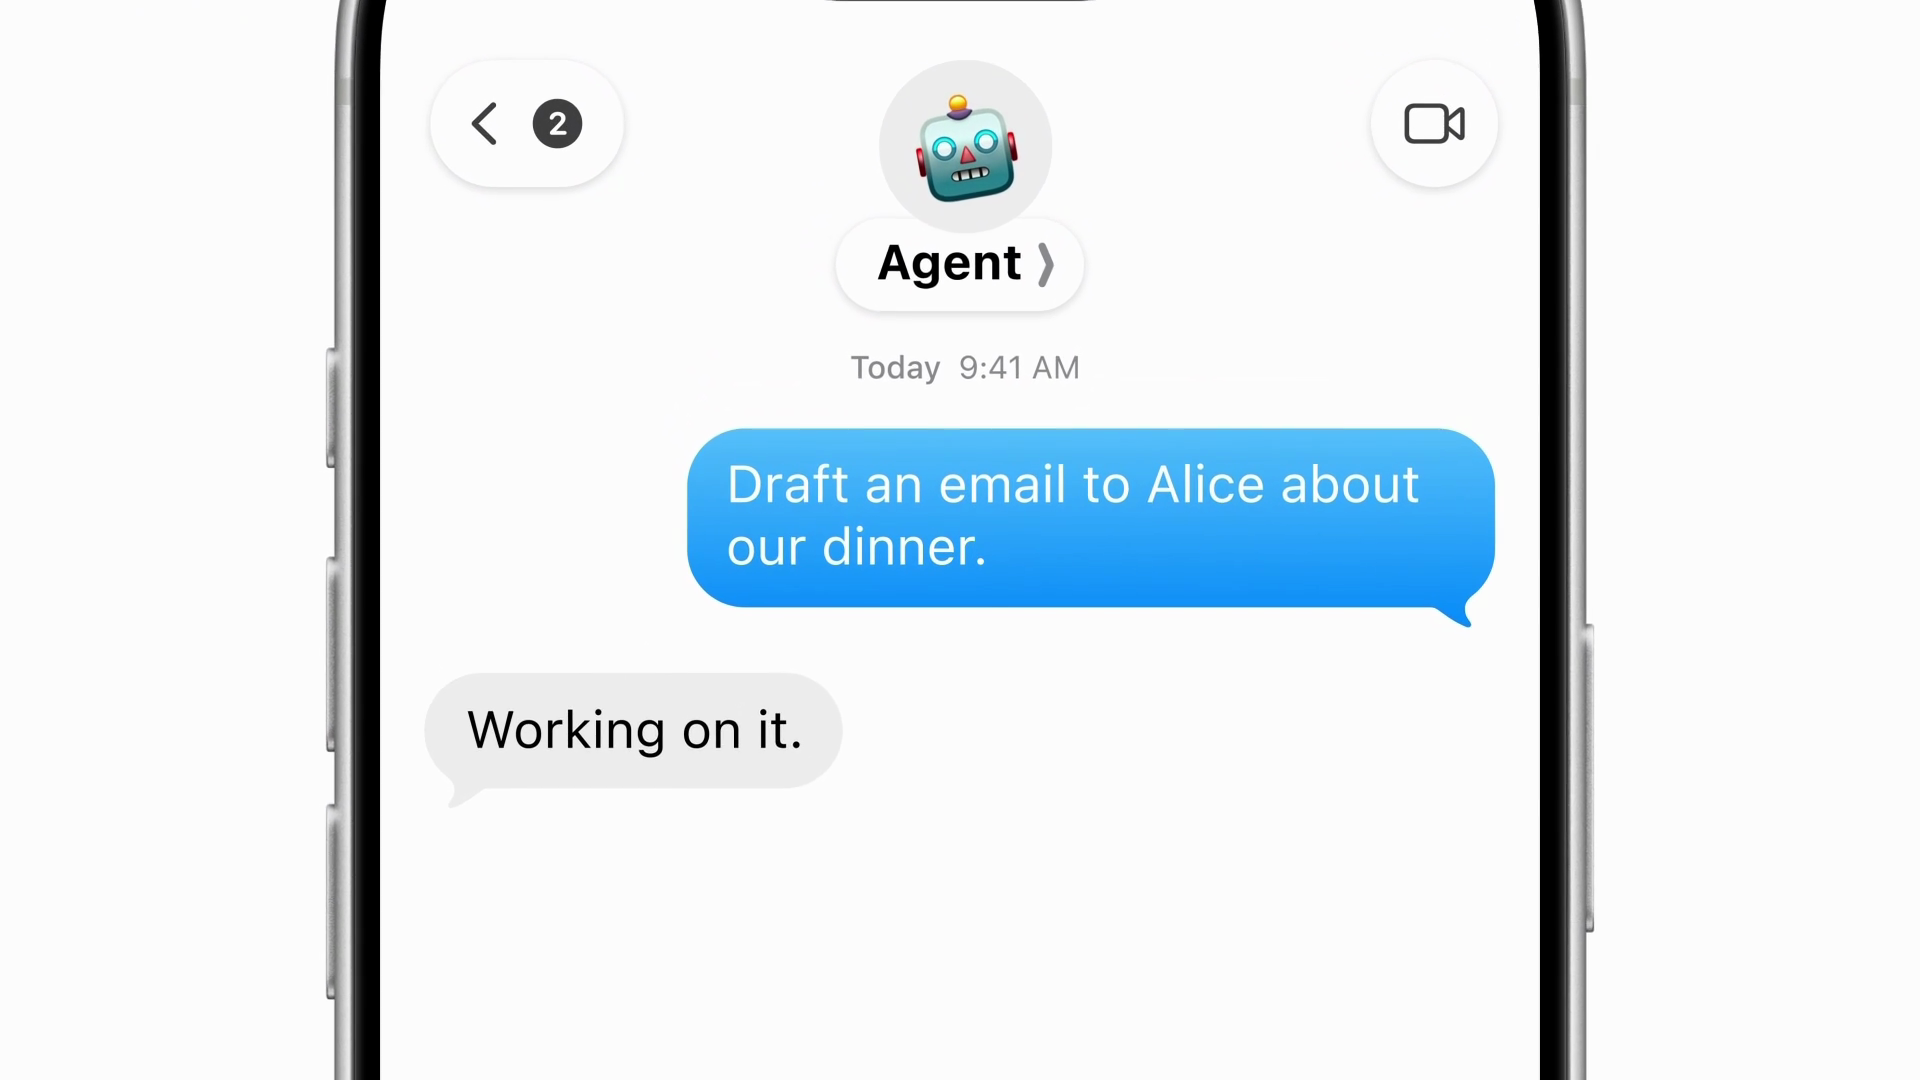 2
Agent
Today 9:41 AM
Draft an email to Alice about
our dinner.
Working on it.